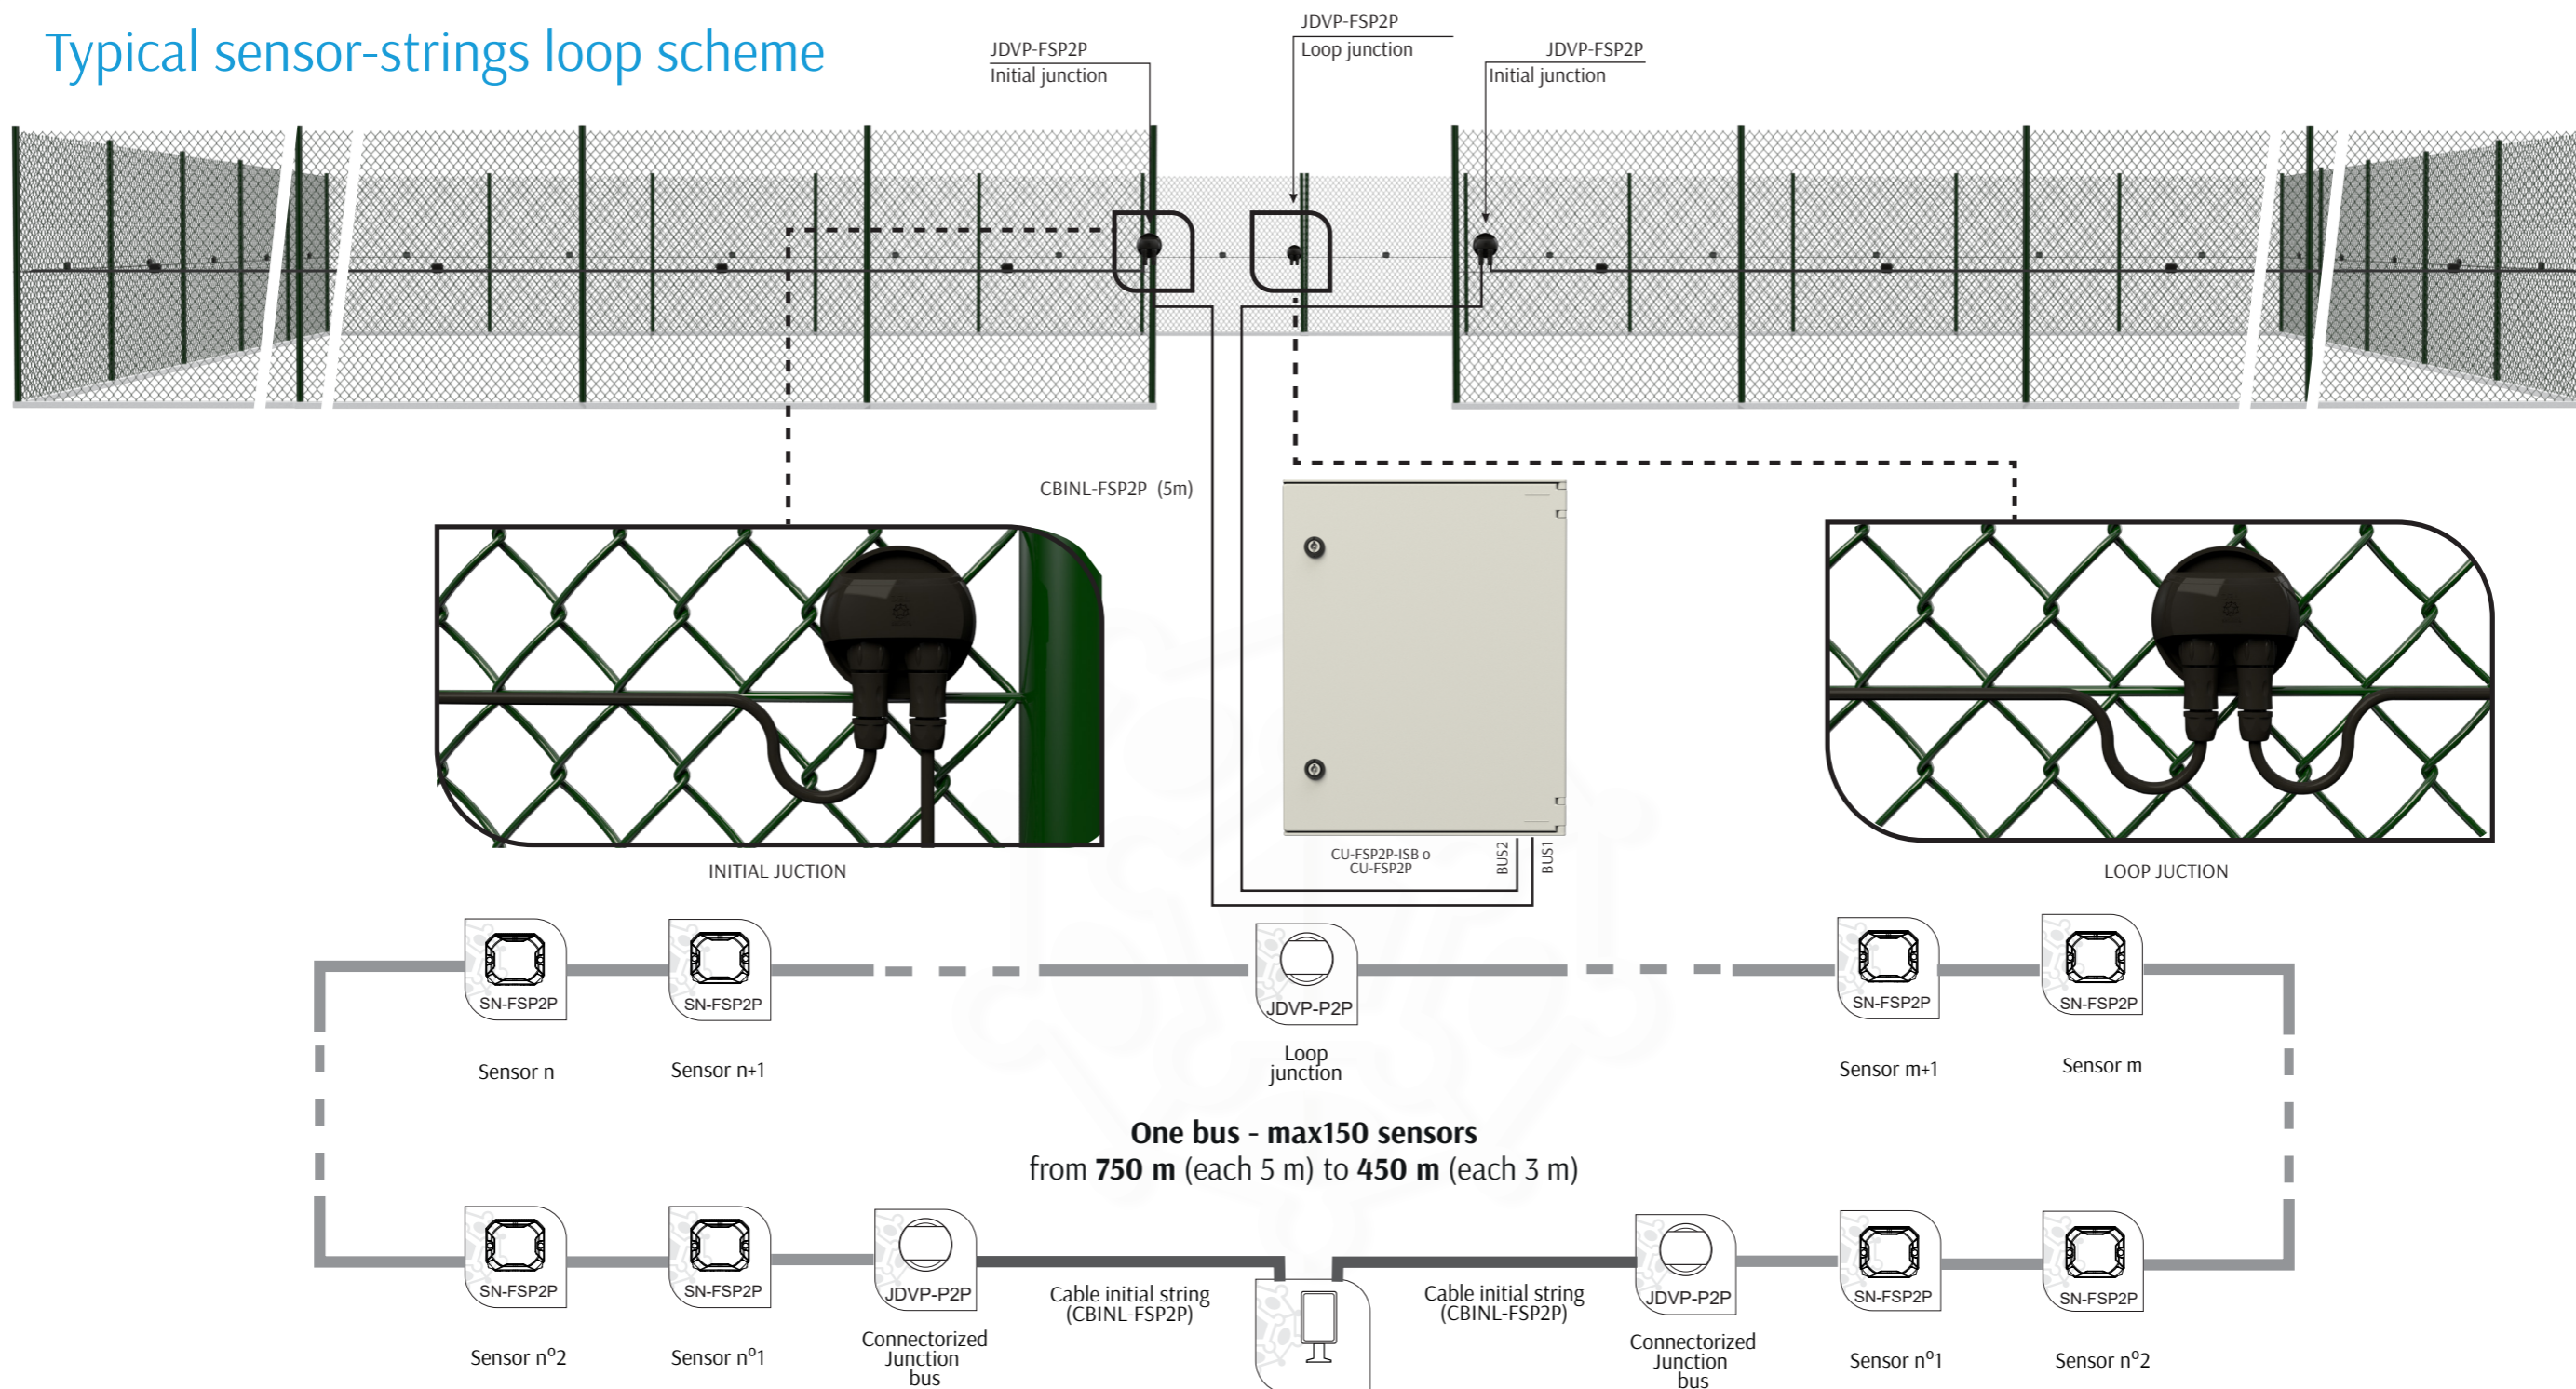 Typical sensor-strings loop scheme
JDVP-FSP2P
Initial junction
JDVP-FSP2P
Loop junction
JDVP-FSP2P
Initial junction
CBINL-FSP2P (5m)
INITIAL JUCTION
CU-FSP2P-ISB o
CU-FSP2P
BUS2
BUS1
LOOP JUCTION
SN-FSP2P
SN-FSP2P
JDVP-P2P
SN-FSP2P
SN-FSP2P
Sensor n
Sensor n+1
Loop
junction
Sensor m+1
Sensor m
One bus - max150 sensors
from 750 m (each 5 m) to 450 m (each 3 m)
SN-FSP2P
SN-FSP2P
JDVP-P2P
Cable initial string
(CBINL-FSP2P)
Cable initial string
(CBINL-FSP2P)
JDVP-P2P
SN-FSP2P
SN-FSP2P
Sensor nº2
Sensor nº1
Connectorized
Junction
bus
Connectorized
Junction
bus
Sensor nº1
Sensor nº2